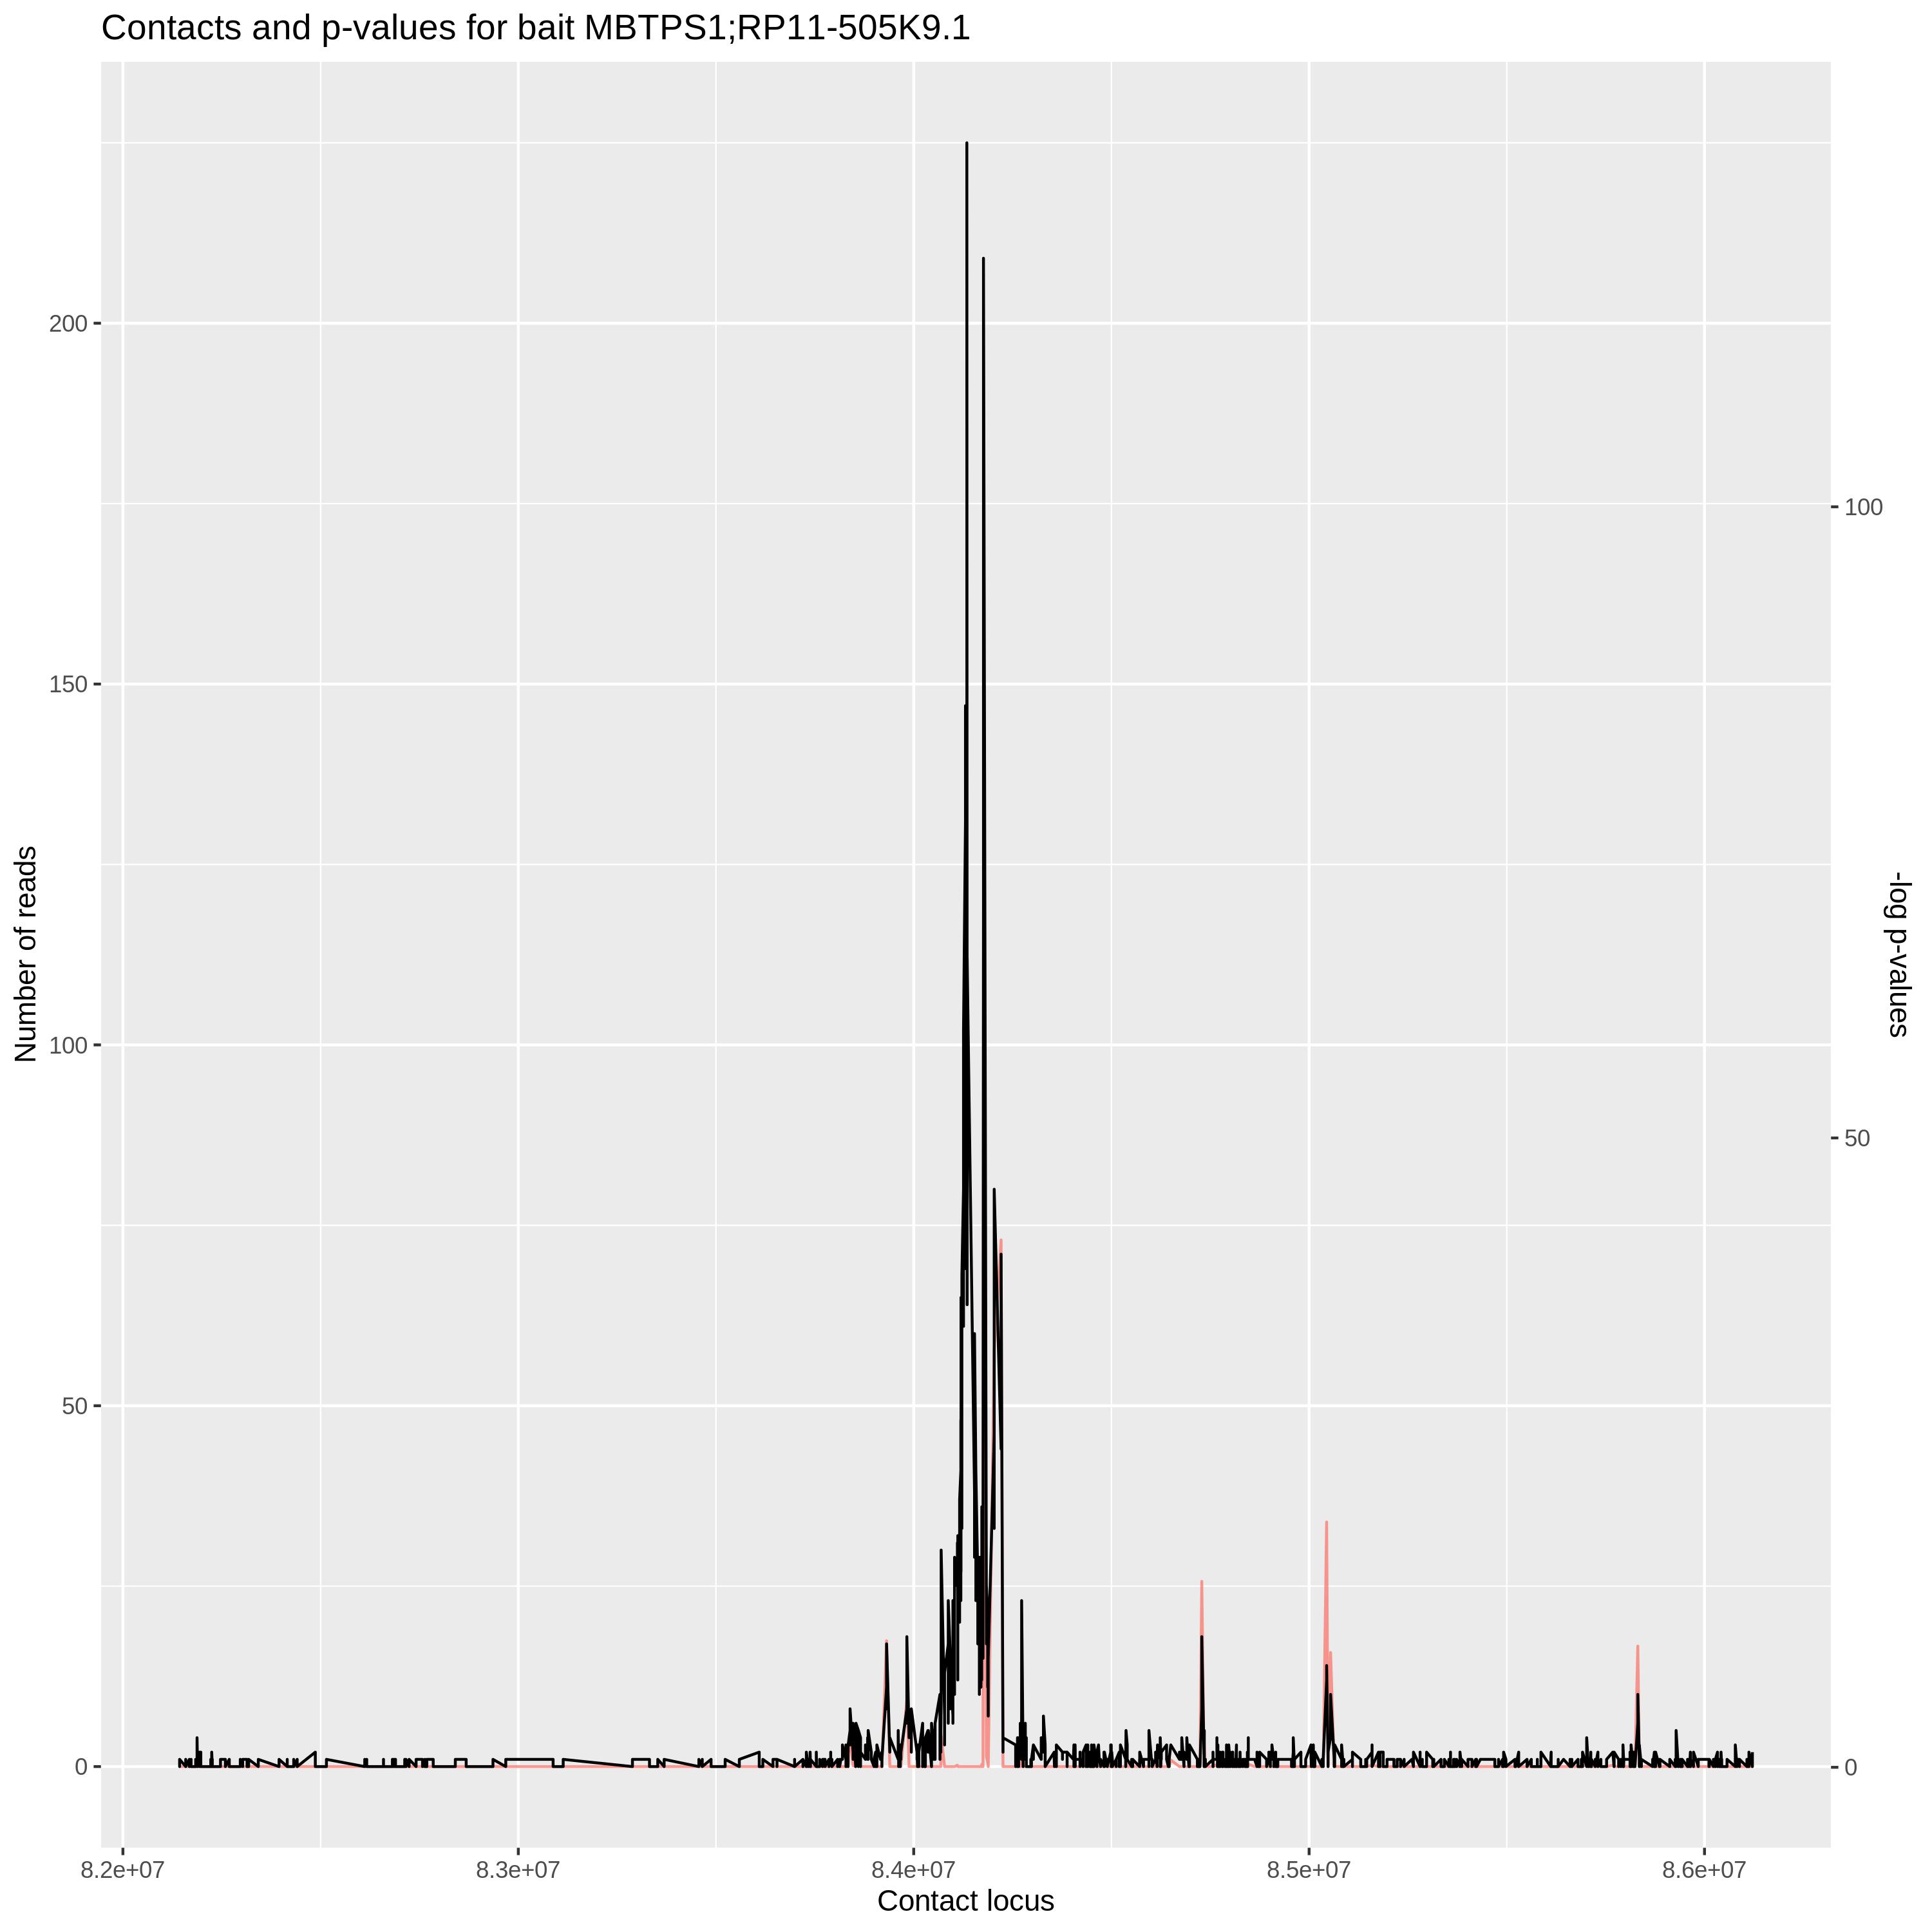 Contacts and p-values for bait MBTPS1;RP11-505K9.1
Number of reads
200
150
100
50
0
100
50
0
-log p-values
8.2e+07
8.3e+07
8.4e+07
8.5e+07
8.6e+07
Contact locus